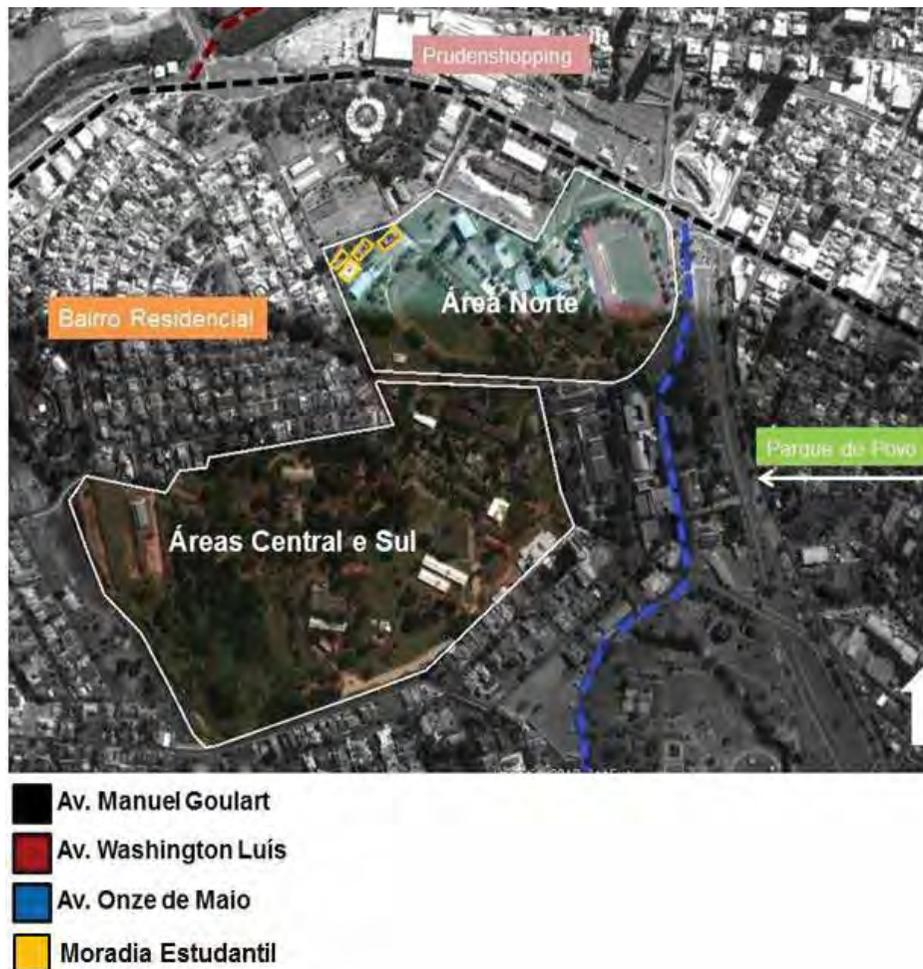 Prudenshopping
Área Norte
Bairro Residencial
Parque do Povo
Áreas Central e Sul
Av. Manuel Goulart
Av. Washington Luís
Av. Onze de Maio
Moradia Estudantil